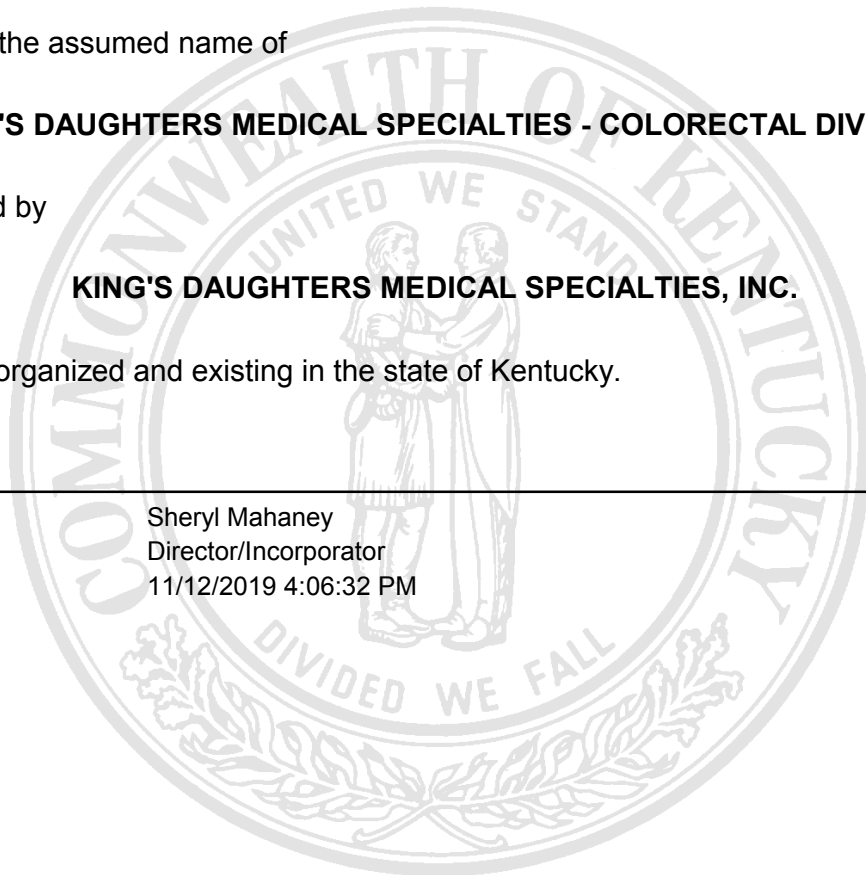 the assumed name of
'S DAUGHTERS MEDICAL SPECIALTIES - COLORECTAL DIV
d by
KING'S DAUGHTERS MEDICAL SPECIALTIES, INC.
organized and existing in the state of Kentucky.
Sheryl Mahaney
Director/Incorporator
11/12/2019 4:06:32 PM
COMMONWEALTH OF KENTUCKY
UNITED WE STAND
DIVIDED WE FALL